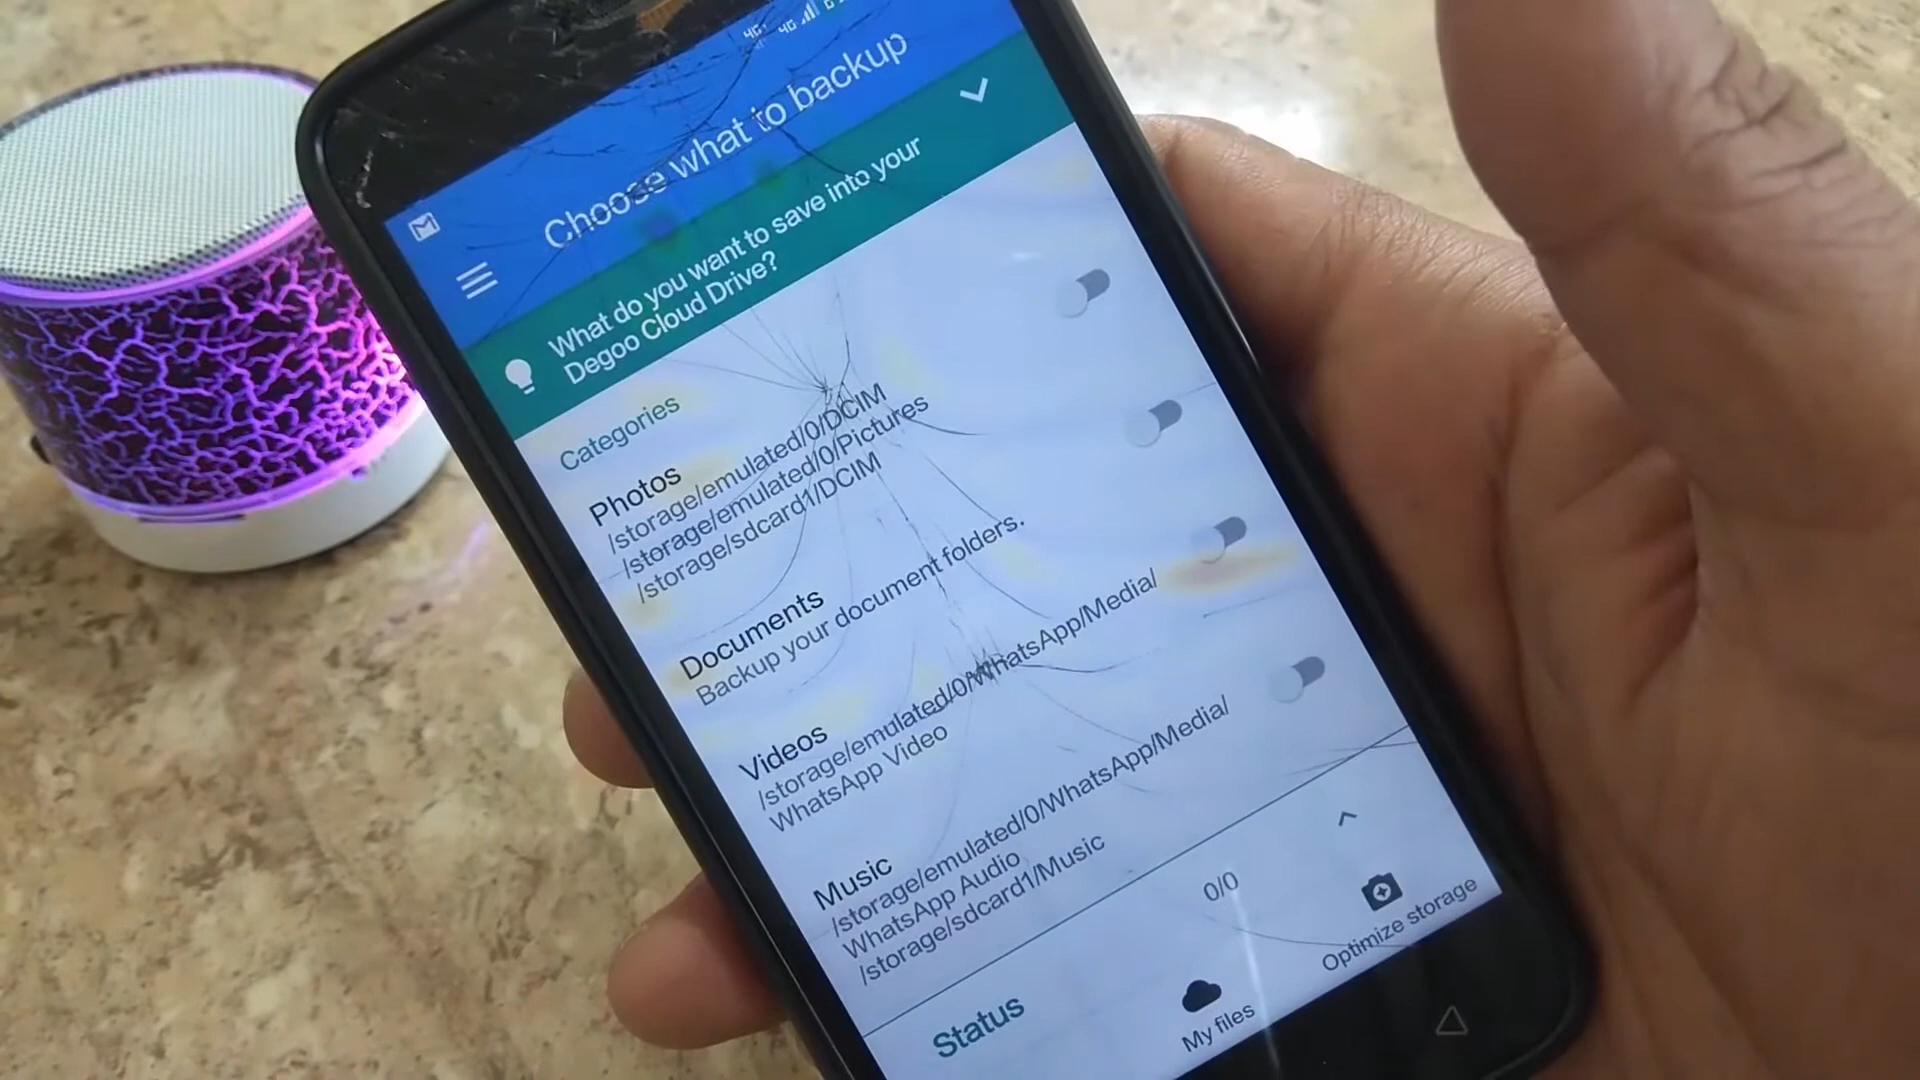 4G 4G
Choose what to backup
What do you want to save into your
Degoo Cloud Drive?
Categories
Photos
/storage/emulated/0/DCIM
/storage/emulated/0/Pictures
/storage/sdcard1/DCIM
Documents
Backup your document folders.
Videos
/storage/emulated/0/WhatsApp/Media/
WhatsApp Video
Music
/storage/emulated/0/WhatsApp/Media/
WhatsApp Audio
/storage/sdcard1/Music
Status
0/0
My files
Optimize storage